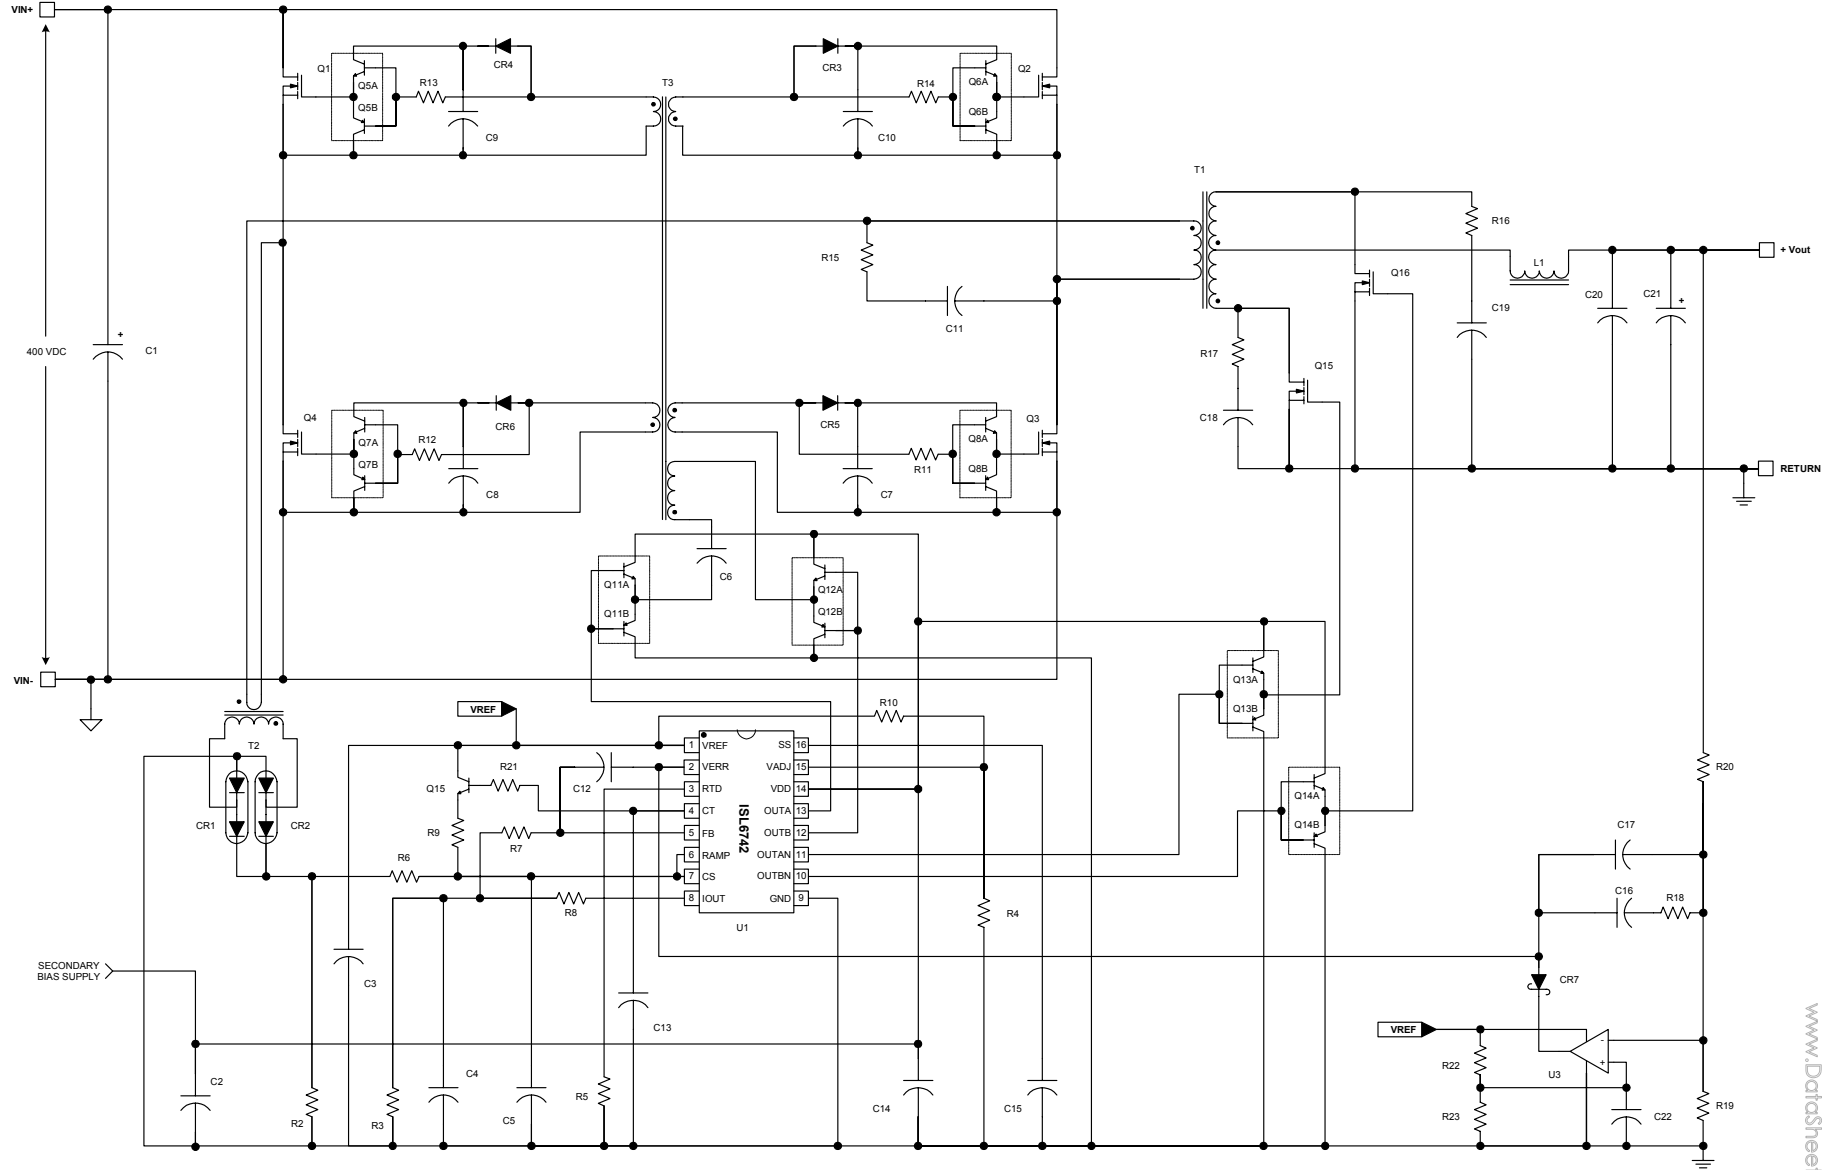 VIN+
CR4
CR3
Q1
Q5A
Q5B
R13
C9
T3
R14
C10
Q6A
Q6B
Q2
T1
R15
C11
R16
C19
Q16
L1
C20
C21
+
+ Vout
400 VDC
+
C1
R17
C18
Q15
Q4
Q7A
Q7B
R12
CR6
C8
CR5
R11
C7
Q8A
Q8B
Q3
RETURN
Q11A
Q11B
C6
Q12A
Q12B
VIN-
Q13A
Q13B
Q14A
Q14B
VREF
R10
T2
CR1
CR2
Q15
R21
R9
C12
R7
R6
R8
1 VREF
2 VERR
3 RTD
4 CT
5 FB
6 RAMP
7 CS
8 IOUT
ISL6742
SS 16
VADJ 15
VDD 14
OUTA 13
OUTB 12
OUTAN 11
OUTBN 10
GND 9
U1
R4
R20
C17
C16
R18
CR7
SECONDARY
BIAS SUPPLY
C3
C13
C2
R2
R3
C4
C5
R5
C14
C15
VREF
R22
R23
-
+
U3
C22
R19
www.DataSheet